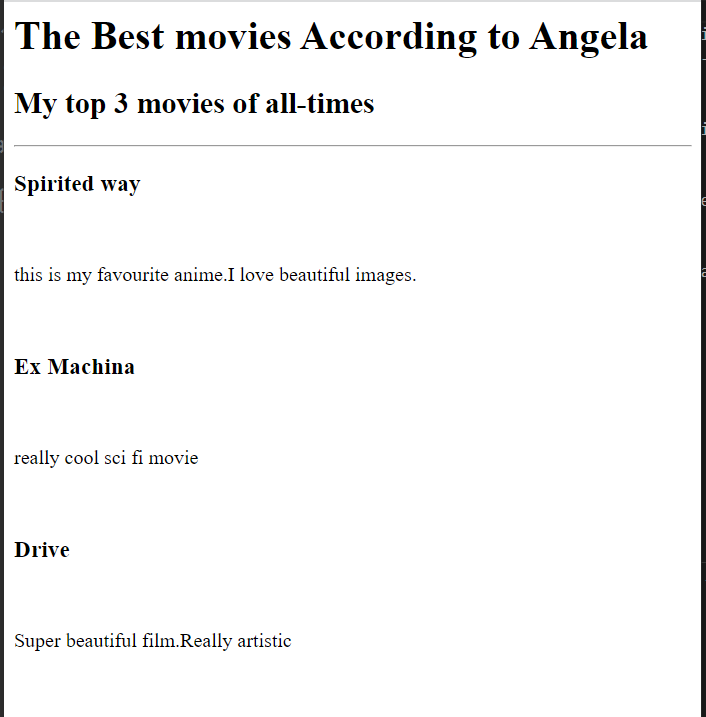 The Best movies According to Angela
My top 3 movies of all-times
Spirited way
this is my favourite anime.I love beautiful images.
Ex Machina
really cool sci fi movie
Drive
Super beautiful film.Really artistic